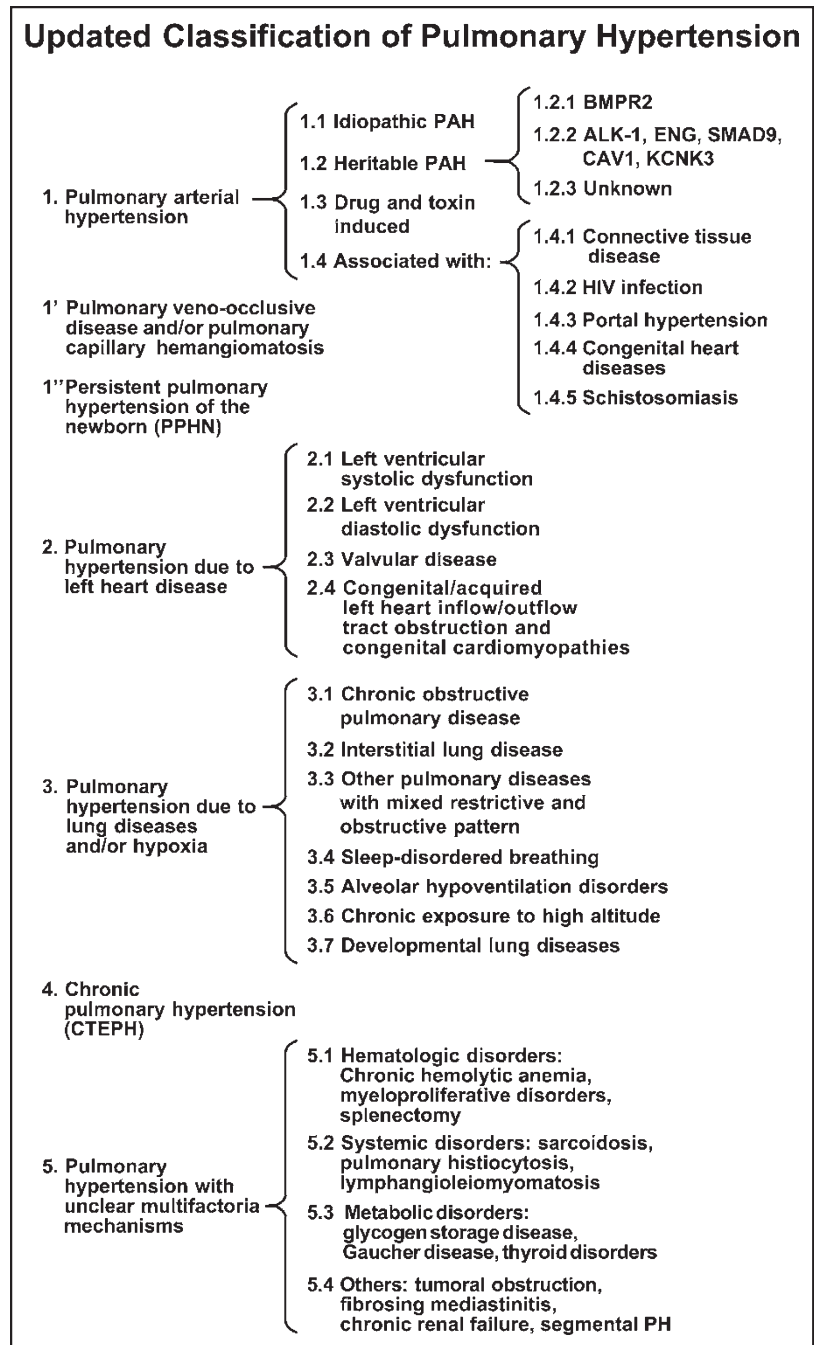 Updated Classification of Pulmonary Hypertension
1. Pulmonary arterial
hypertension
1.1 Idiopathic PAH
1.2 Heritable PAH
1.3 Drug and toxin
induced
1.4 Associated with:
1.2.1 BMPR2
1.2.2 ALK-1, ENG, SMAD9,
CAV1, KCNK3
1.2.3 Unknown
1.4.1 Connective tissue
disease
1.4.2 HIV infection
1.4.3 Portal hypertension
1.4.4 Congenital heart
diseases
1.4.5 Schistosomiasis
1' Pulmonary veno-occlusive
disease and/or pulmonary
capillary hemangiomatosis
1'' Persistent pulmonary
hypertension of the
newborn (PPHN)
2. Pulmonary
hypertension due to
left heart disease
2.1 Left ventricular
systolic dysfunction
2.2 Left ventricular
diastolic dysfunction
2.3 Valvular disease
2.4 Congenital/acquired
left heart inflow/outflow
tract obstruction and
congenital cardiomyopathies
3. Pulmonary
hypertension due to
lung diseases
and/or hypoxia
3.1 Chronic obstructive
pulmonary disease
3.2 Interstitial lung disease
3.3 Other pulmonary diseases
with mixed restrictive and
obstructive pattern
3.4 Sleep-disordered breathing
3.5 Alveolar hypoventilation disorders
3.6 Chronic exposure to high altitude
3.7 Developmental lung diseases
4. Chronic
pulmonary hypertension
(CTEPH)
5. Pulmonary
hypertension with
unclear multifactoria
mechanisms
5.1 Hematologic disorders:
Chronic hemolytic anemia,
myeloproliferative disorders,
splenectomy
5.2 Systemic disorders: sarcoidosis,
pulmonary histiocytosis,
lymphangioleiomyomatosis
5.3 Metabolic disorders:
glycogen storage disease,
Gaucher disease, thyroid disorders
5.4 Others: tumoral obstruction,
fibrosing mediastinitis,
chronic renal failure, segmental PH